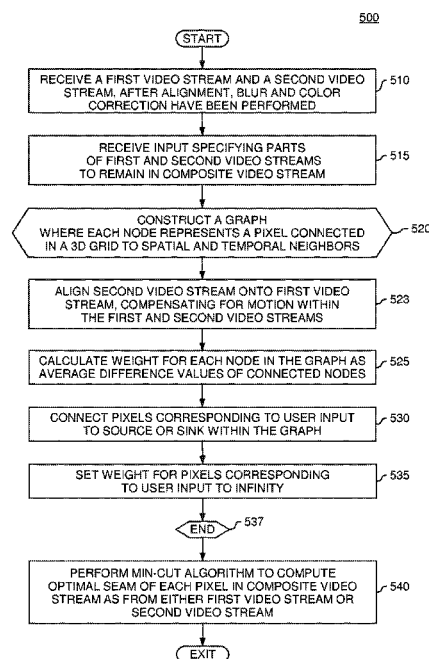 500
START
RECEIVE A FIRST VIDEO STREAM AND A SECOND VIDEO
STREAM, AFTER ALIGNMENT, BLUR AND COLOR
CORRECTION HAVE BEEN PERFORMED
510
RECEIVE INPUT SPECIFYING PARTS
OF FIRST AND SECOND VIDEO STREAMS
TO REMAIN IN COMPOSITE VIDEO STREAM
515
CONSTRUCT A GRAPH
WHERE EACH NODE REPRESENTS A PIXEL CONNECTED
IN A 3D GRID TO SPATIAL AND TEMPORAL NEIGHBORS
520
ALIGN SECOND VIDEO STREAM ONTO FIRST VIDEO
STREAM, COMPENSATING FOR MOTION WITHIN
THE FIRST AND SECOND VIDEO STREAMS
523
CALCULATE WEIGHT FOR EACH NODE IN THE GRAPH AS
AVERAGE DIFFERENCE VALUES OF CONNECTED NODES
525
CONNECT PIXELS CORRESPONDING TO USER INPUT
TO SOURCE OR SINK WITHIN THE GRAPH
530
SET WEIGHT FOR PIXELS CORRESPONDING
TO USER INPUT TO INFINITY
535
END
537
PERFORM MIN-CUT ALGORITHM TO COMPUTE
OPTIMAL SEAM OF EACH PIXEL IN COMPOSITE VIDEO
STREAM AS FROM EITHER FIRST VIDEO STREAM OR
SECOND VIDEO STREAM
540
EXIT